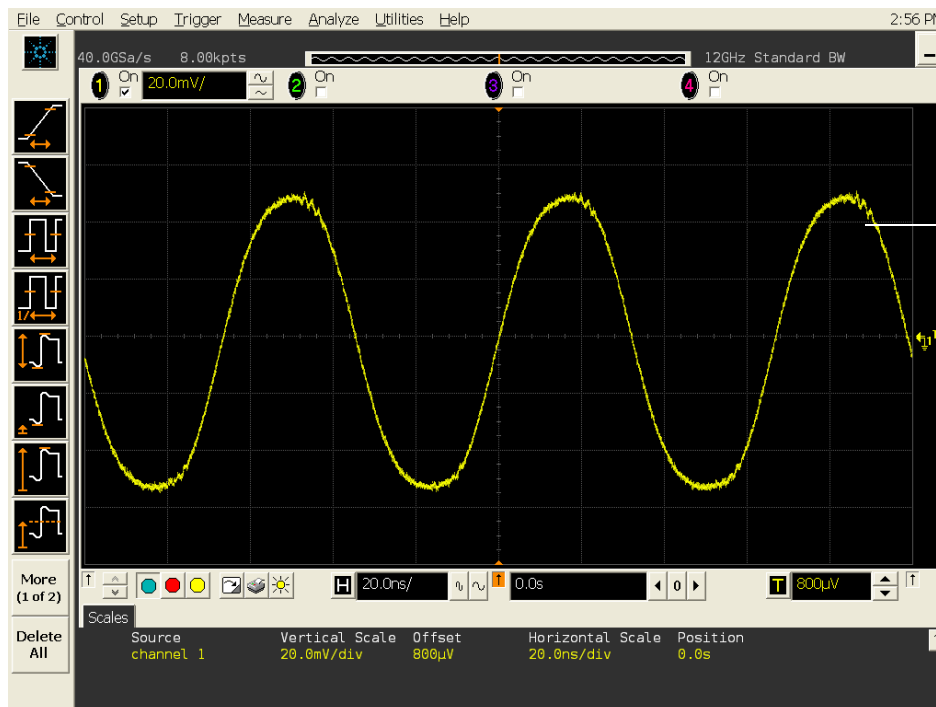 File Control Setup Trigger Measure Analyze Utilities Help 2:56 PM
40.0GSa/s 8.00kpts 12GHz Standard BW
1 On 20.0mV/ 2 On 3 On 4 On
1/
1
More
(1 of 2)
H 20.0ns/ 0.0s 0 T 800µV
Delete
All
Scales
Source Vertical Scale Offset Horizontal Scale Position
channel 1 20.0mV/div 800µV 20.0ns/div 0.0s